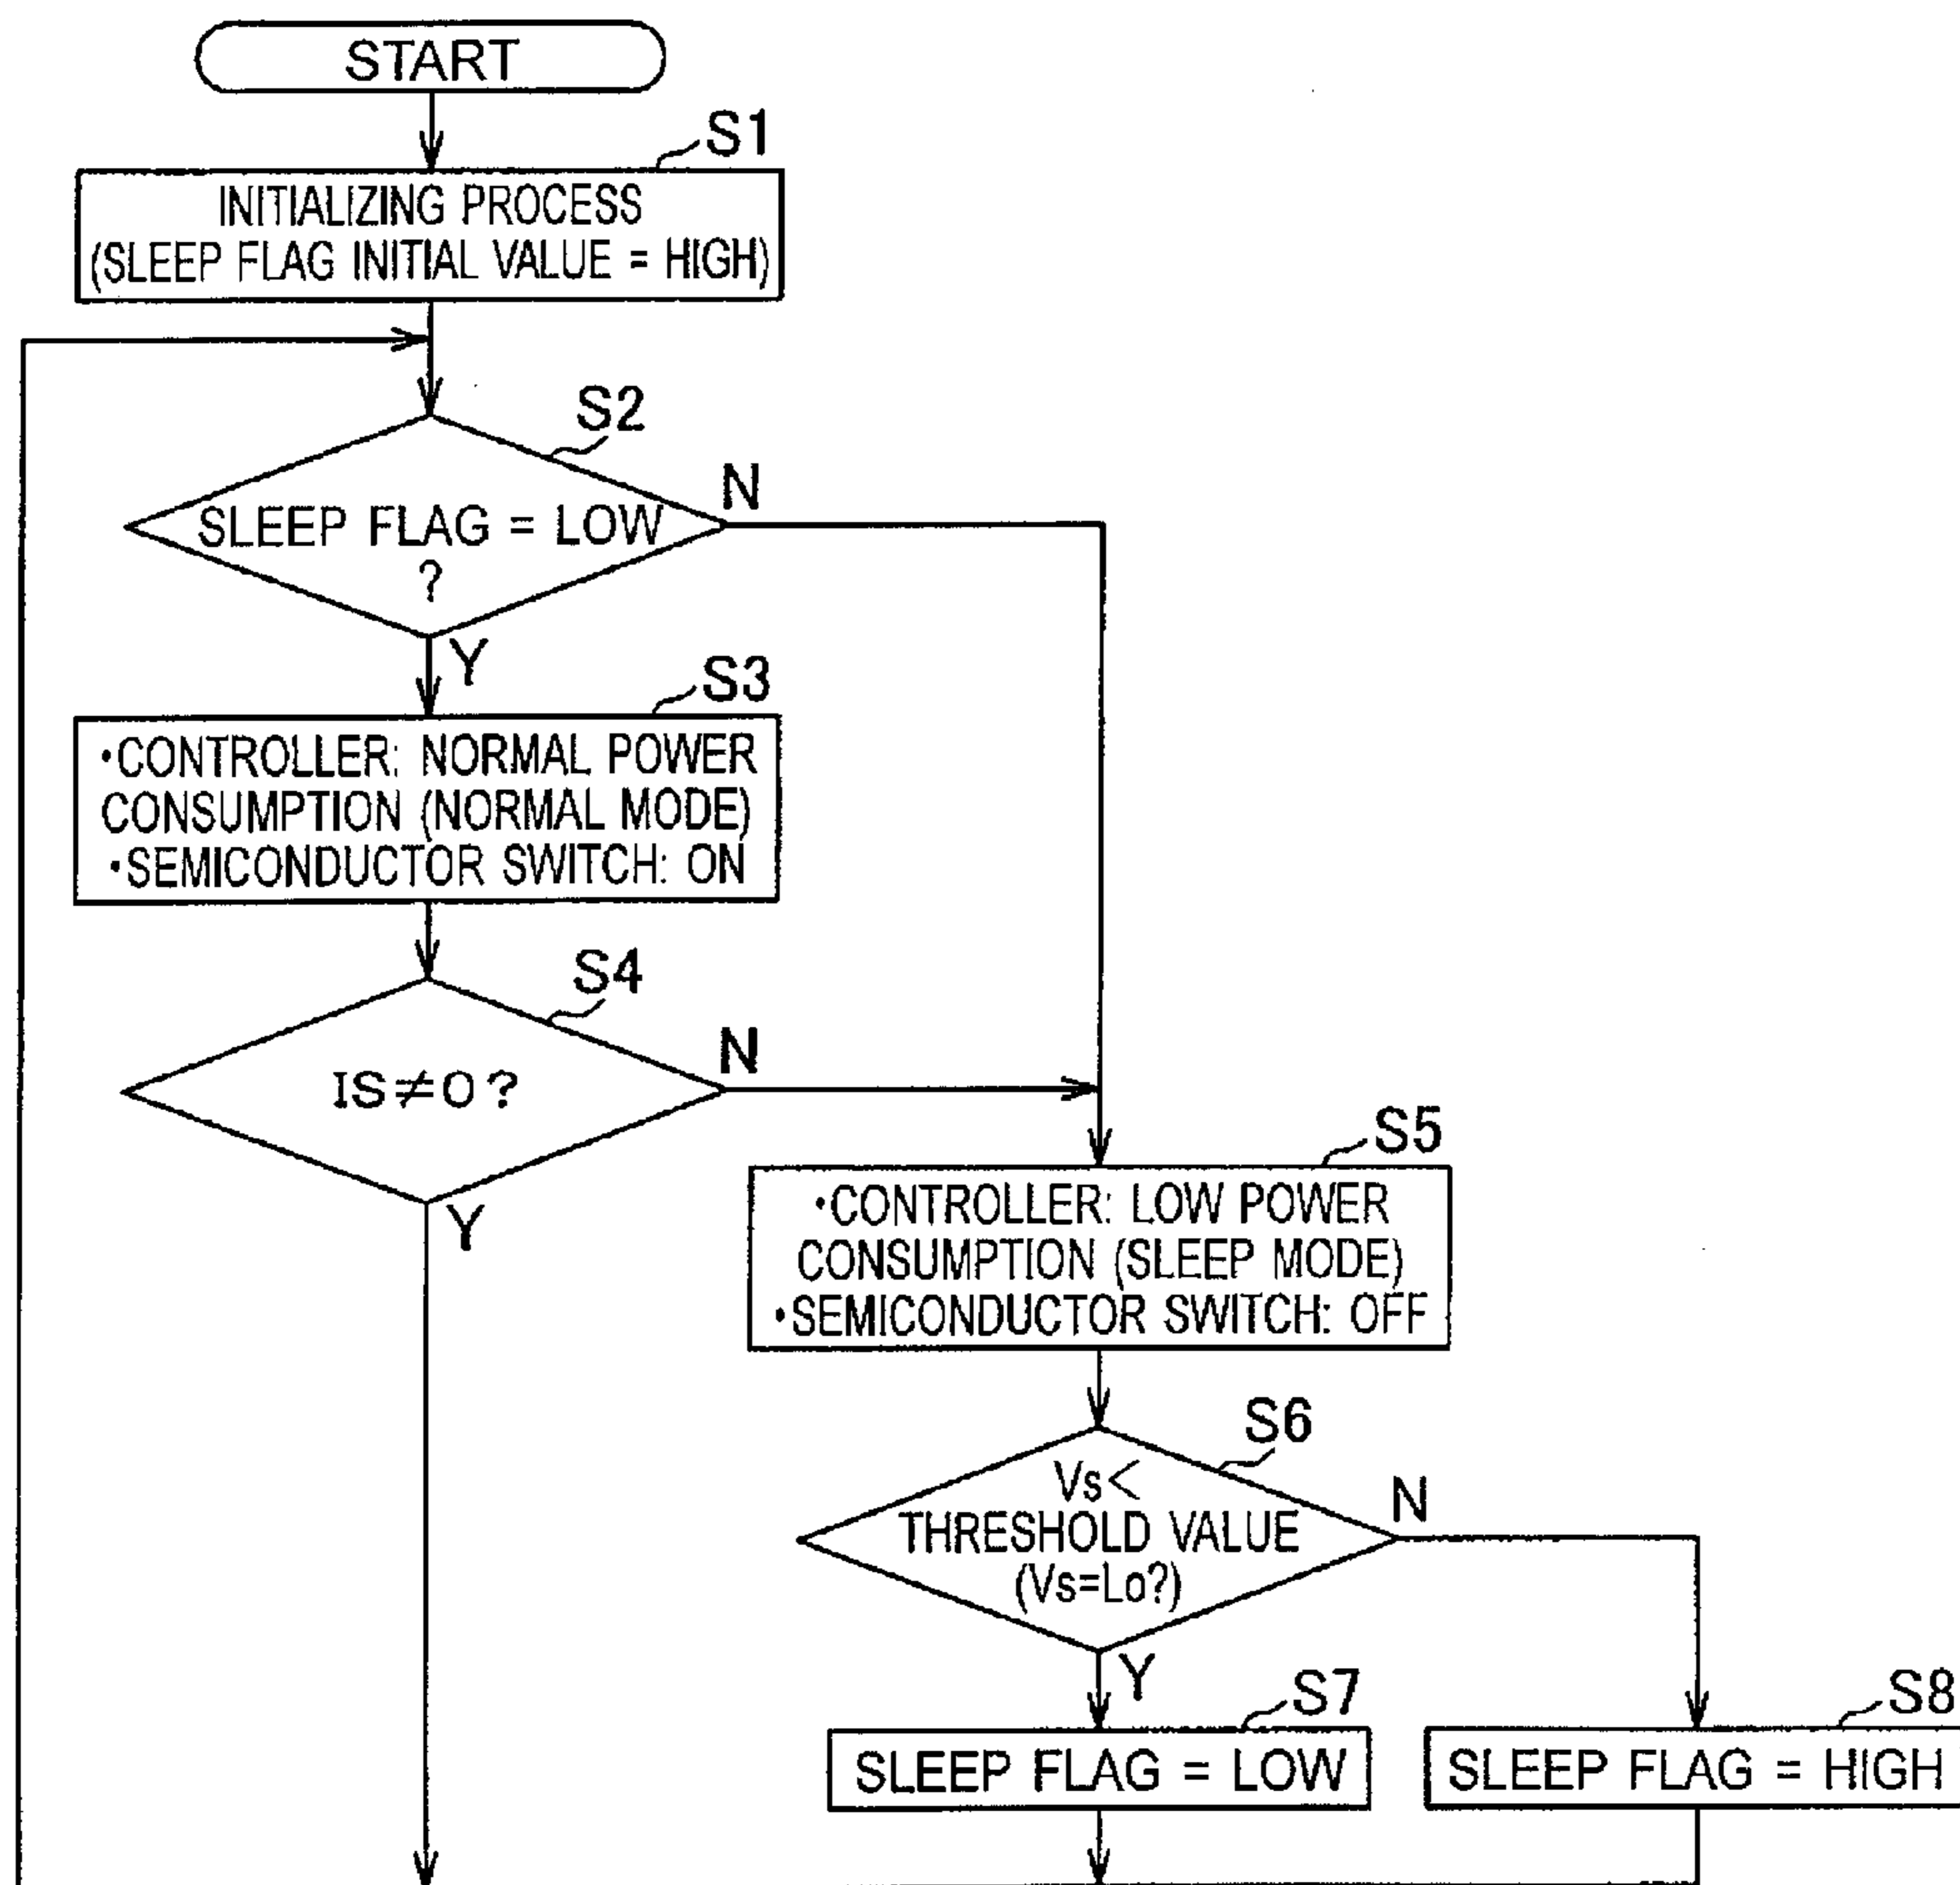 START
S1
INITIALIZING PROCESS
(SLEEP FLAG INITIAL VALUE = HIGH)
S2
SLEEP FLAG = LOW
?
N
Y
S3
•CONTROLLER: NORMAL POWER
CONSUMPTION (NORMAL MODE)
•SEMICONDUCTOR SWITCH: ON
S4
IS≠0?
N
Y
S5
•CONTROLLER: LOW POWER
CONSUMPTION (SLEEP MODE)
•SEMICONDUCTOR SWITCH: OFF
S6
Vs<
THRESHOLD VALUE
(Vs=Lo?)
N
Y
S7
SLEEP FLAG = LOW
S8
SLEEP FLAG = HIGH